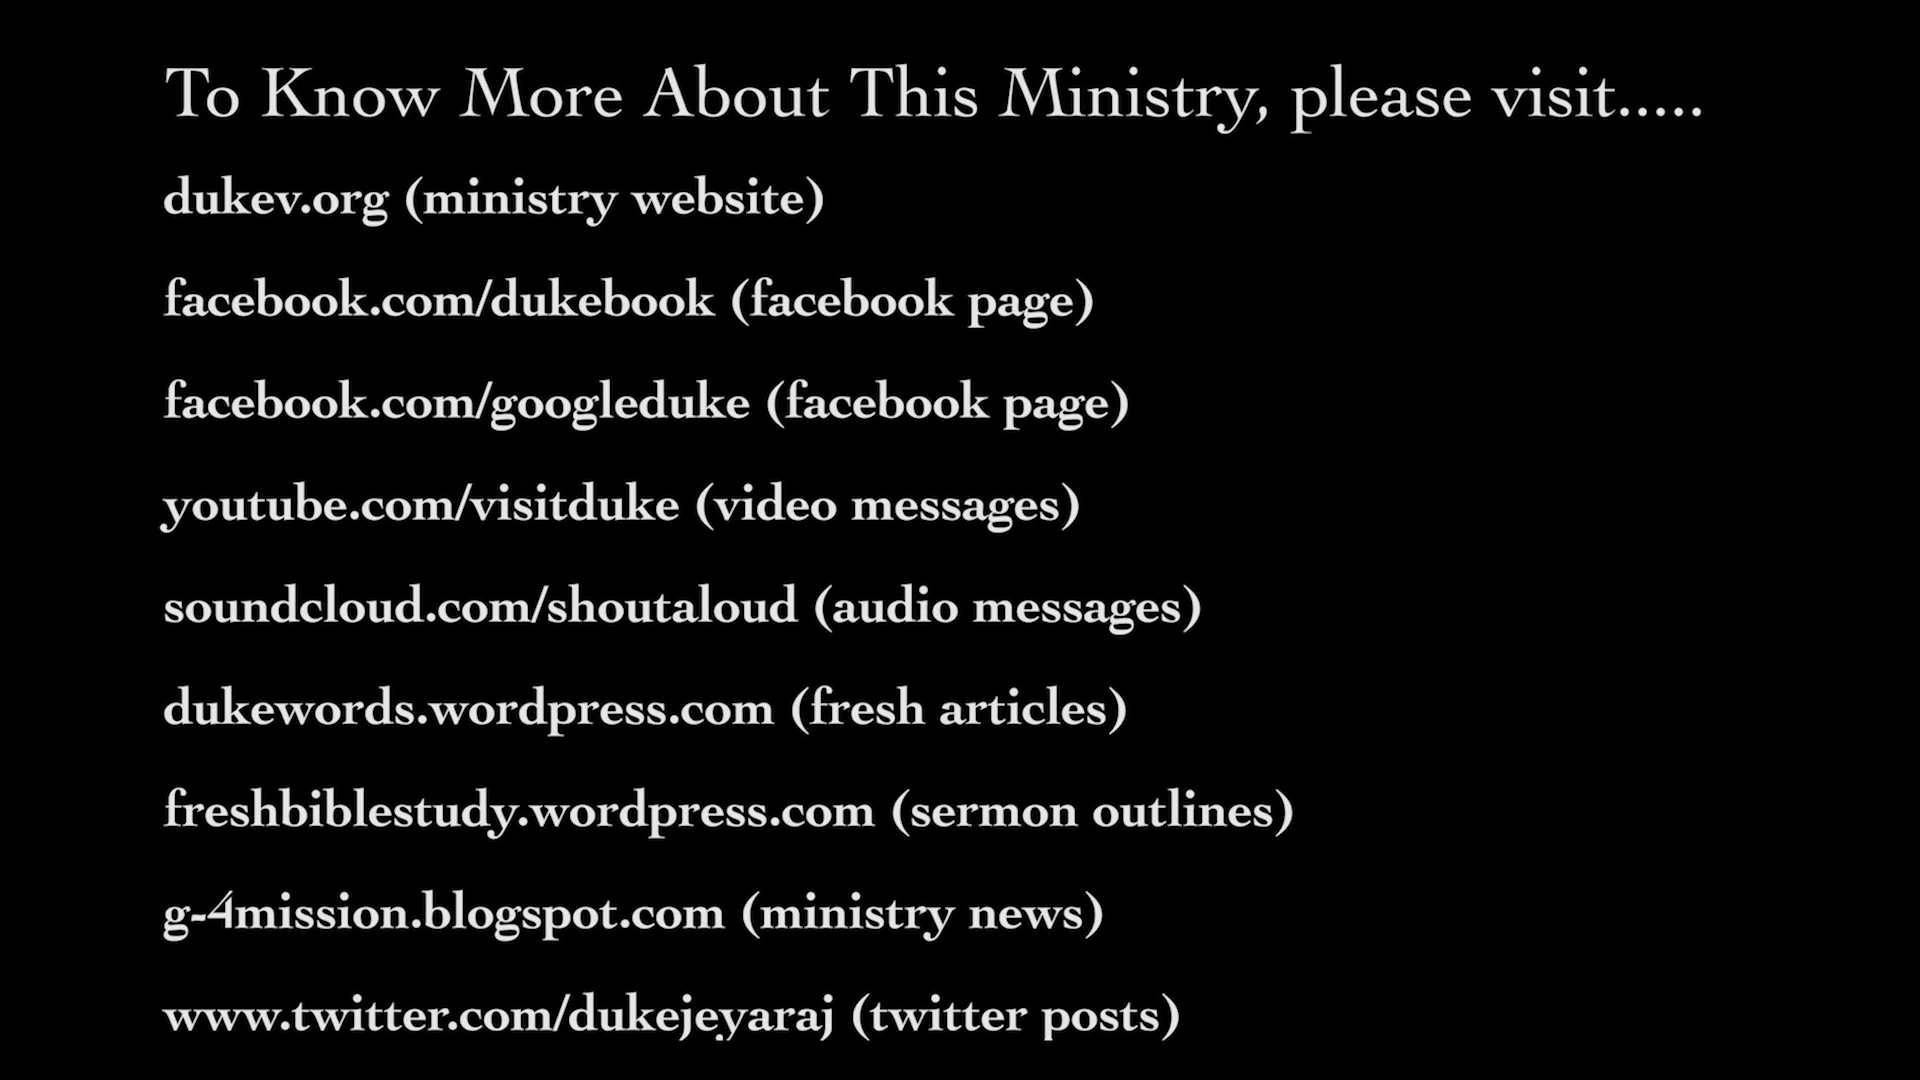 To Know More About This Ministry, please visit.....
dukev.org (ministry website)
facebook.com/dukebook (facebook page)
facebook.com/googleduke (facebook page)
youtube.com/visitduke (video messages)
soundcloud.com/shoutaloud (audio messages)
dukewords.wordpress.com (fresh articles)
freshbiblestudy.wordpress.com (sermon outlines)
g-4mission.blogspot.com (ministry news)
www.twitter.com/dukejeyaraj (twitter posts)